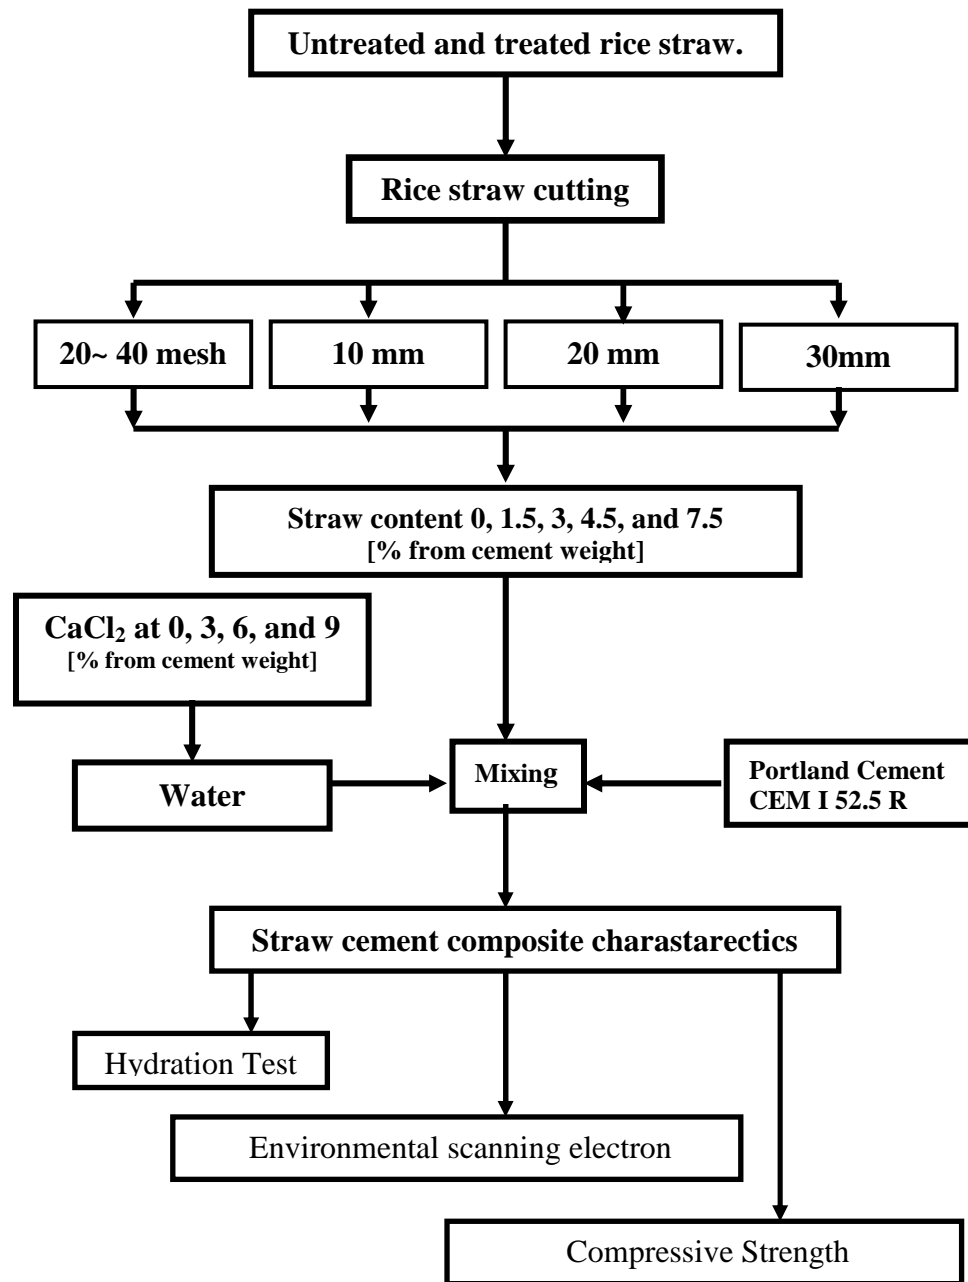 Untreated and treated rice straw.
Rice straw cutting
20~ 40 mesh
10 mm
20 mm
30mm
Straw content 0, 1.5, 3, 4.5, and 7.5
[% from cement weight]
CaCl₂ at 0, 3, 6, and 9
[% from cement weight]
Water
Mixing
Portland Cement
CEM I 52.5 R
Straw cement composite charastarectics
Hydration Test
Environmental scanning electron
Compressive Strength